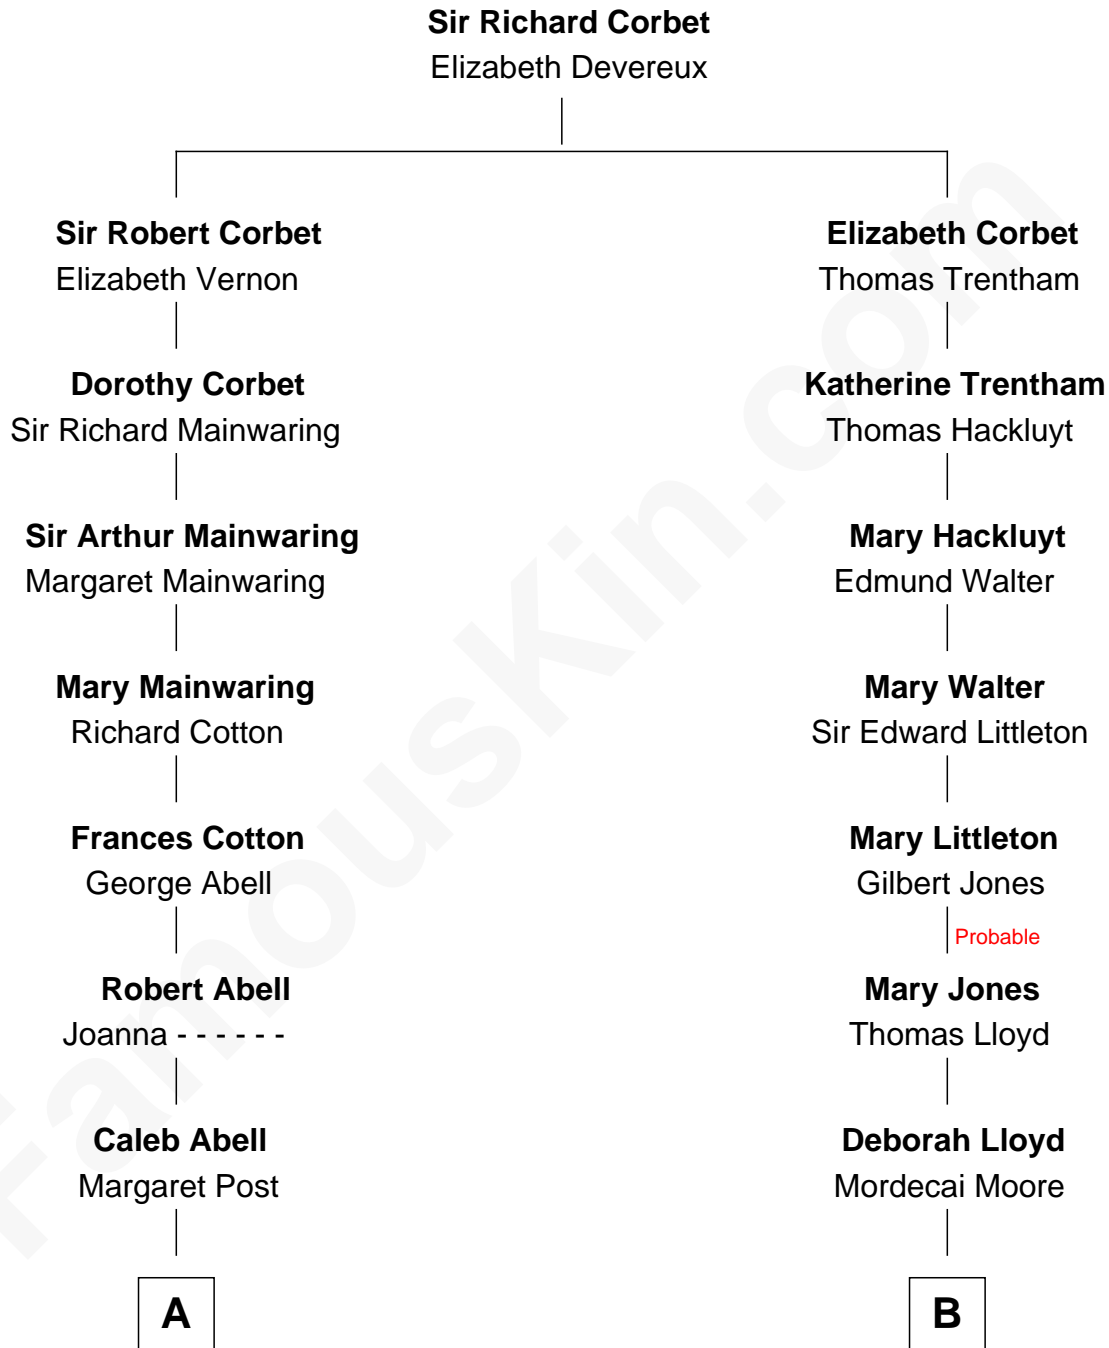 Sir Richard Corbet
Elizabeth Devereux
Sir Robert Corbet
Elizabeth Vernon
Elizabeth Corbet
Thomas Trentham
Dorothy Corbet
Sir Richard Mainwaring
Katherine Trentham
Thomas Hackluyt
Sir Arthur Mainwaring
Margaret Mainwaring
Mary Hackluyt
Edmund Walter
Mary Mainwaring
Richard Cotton
Mary Walter
Sir Edward Littleton
Frances Cotton
George Abell
Mary Littleton
Gilbert Jones
Probable
Robert Abell
Joanna - - - - - -
Mary Jones
Thomas Lloyd
Caleb Abell
Margaret Post
Deborah Lloyd
Mordecai Moore
A
B
FamousKin.com